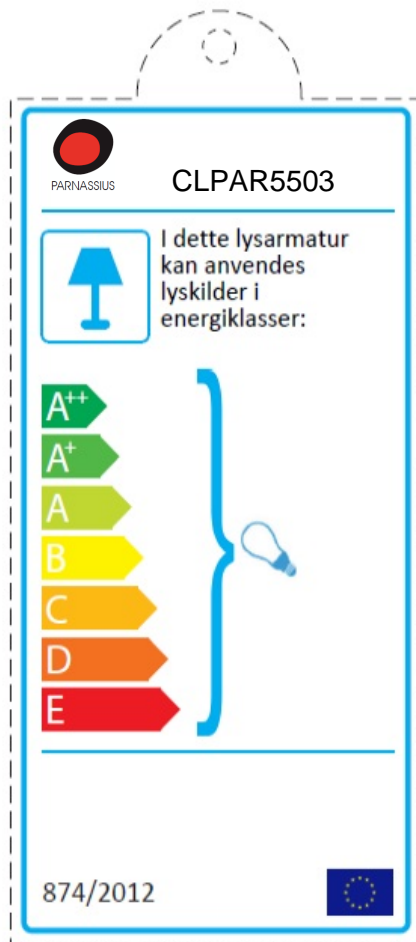 PARNASSIUS
CLPAR5503
I dette lysarmatur
kan anvendes
lyskilder i
energiklasser:
A++
A+
A
B
C
D
E
874/2012